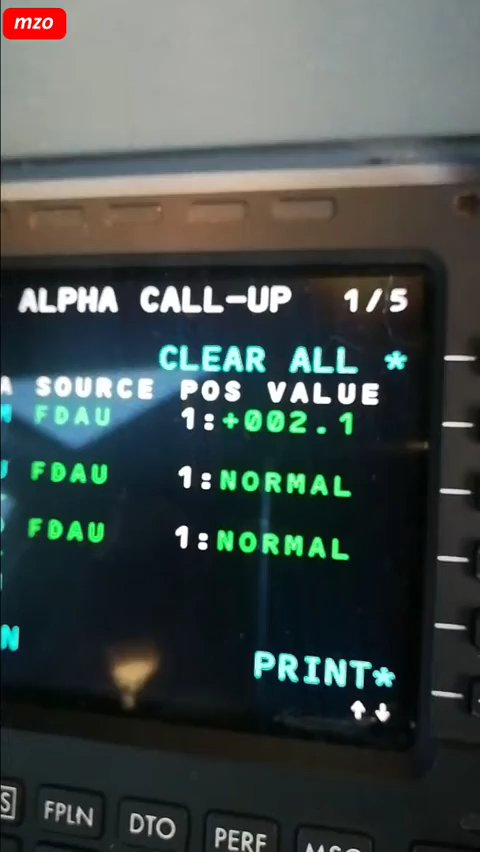 mzo
ALPHA CALL-UP 1/5
CLEAR ALL *
A SOURCE POS VALUE
FDAU 1:+002.1
FDAU 1:NORMAL
FDAU 1:NORMAL
N
PRINT*
↑↓
S FPLN DTO PERF